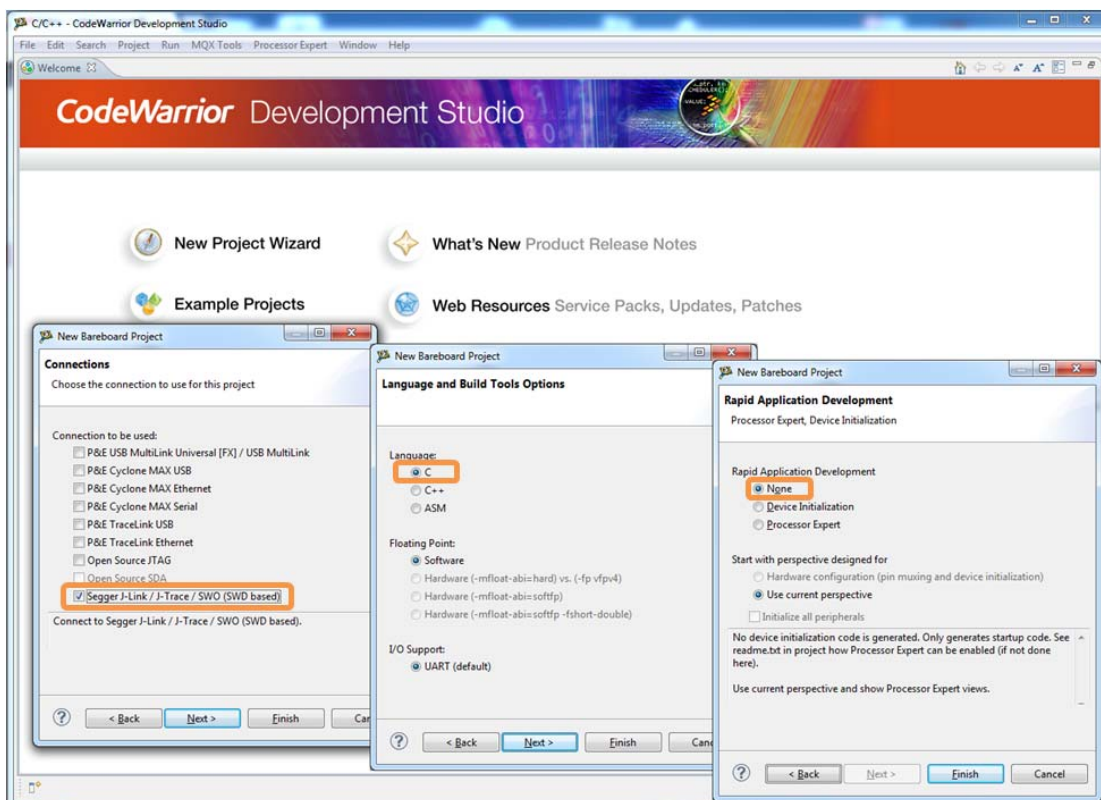 C/C++ - CodeWarrior Development Studio
File Edit Search Project Run MQX Tools Processor Expert Window Help
Welcome
CodeWarrior Development Studio
VALUE:
New Project Wizard
What's New Product Release Notes
Example Projects
Web Resources Service Packs, Updates, Patches
New Bareboard Project
Connections
Choose the connection to use for this project
Connection to be used:
P&E USB MultiLink Universal [FX] / USB MultiLink
P&E Cyclone MAX USB
P&E Cyclone MAX Ethernet
P&E Cyclone MAX Serial
P&E TraceLink USB
P&E TraceLink Ethernet
Open Source JTAG
Open Source SDA
Segger J-Link / J-Trace / SWO (SWD based)
Connect to Segger J-Link / J-Trace / SWO (SWD based).
< Back Next > Finish Can
New Bareboard Project
Language and Build Tools Options
Language:
C
C++
ASM
Floating Point:
Software
Hardware (-mfloat-abi=hard) vs. (-fp vfpv4)
Hardware (-mfloat-abi=softfp)
Hardware (-mfloat-abi=softfp -fshort-double)
I/O Support:
UART (default)
< Back Next > Finish Canc
New Bareboard Project
Rapid Application Development
Processor Expert, Device Initialization
Rapid Application Development
None
Device Initialization
Processor Expert
Start with perspective designed for
Hardware configuration (pin muxing and device initialization)
Use current perspective
Initialize all peripherals
No device initialization code is generated. Only generates startup code. See
readme.txt in project how Processor Expert can be enabled (if not done
here).
Use current perspective and show Processor Expert views.
< Back Next > Finish Cancel